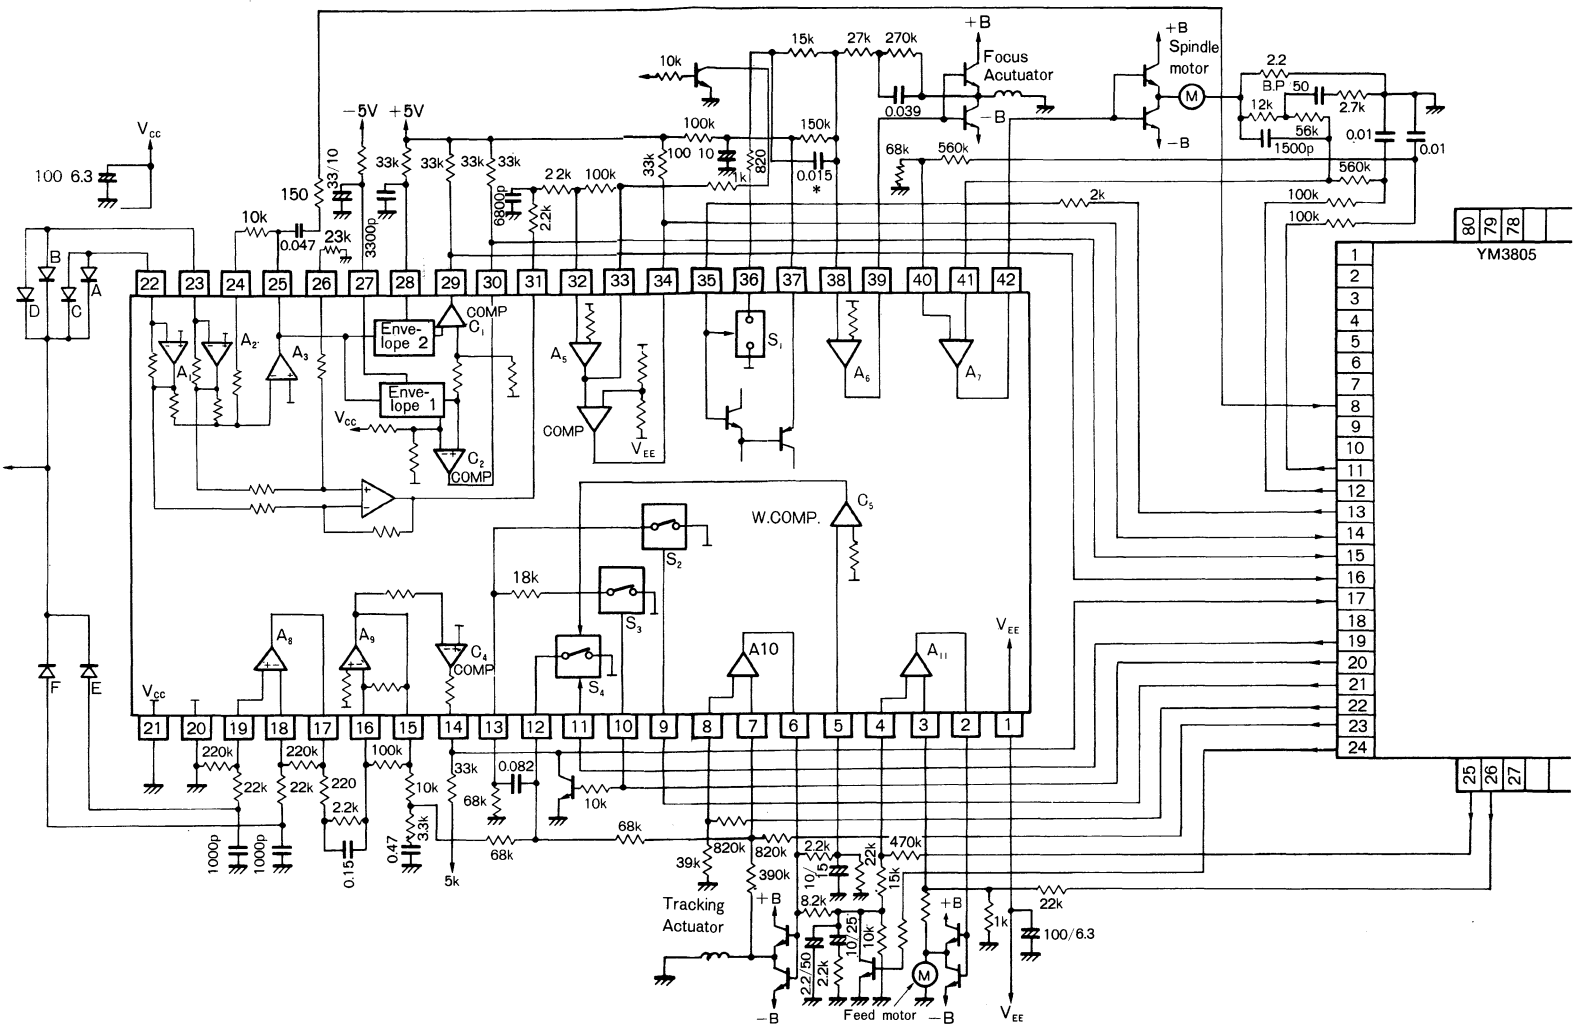 +B
Focus
Acutuator
-B
+B
Spindle
motor
M
-B
2.2
B.P
50
12k
2.7k
56k
1500p
0.01
0.01
560k
100k
100k
2k
15k
27k
270k
0.039
10k
-5V
+5V
Vcc
100 6.3
150
33/10
33k
33k
33k
3300p
6800p
2.2k
22k
100k
33k
100k
100 10
1k
820
150k
0.015
*
68k
560k
10k
0.047
23k
B
A
D
C
22
23
24
25
26
27
28
29
30
31
32
33
34
35
36
37
38
39
40
41
42
80
79
78
YM3805
1
2
3
4
5
6
7
8
9
10
11
12
13
14
15
16
17
18
19
20
21
22
23
24
25
26
27
A1
A2
A3
Enve-
lope 2
Enve-
lope 1
COMP
C1
Vcc
C2
COMP
A5
COMP
VEE
S1
A6
A7
W.COMP.
C5
S2
18k
S3
S4
A8
A9
C4
COMP
A10
A11
VEE
Vcc
F
E
21
20
19
18
17
16
15
14
13
12
11
10
9
8
7
6
5
4
3
2
1
220k
22k
220k
22k
220
2.2k
0.15
1000p
1000p
100k
10k
3.3k
0.47
33k
5k
0.082
68k
68k
10k
68k
39k
820k
820k
390k
2.2k
10/
15
22k
15k
470k
8.2k
10/25
10k
2.2/50
2.2k
Tracking
Actuator
+B
-B
M
Feed motor
+B
-B
1k
22k
100/6.3
VEE